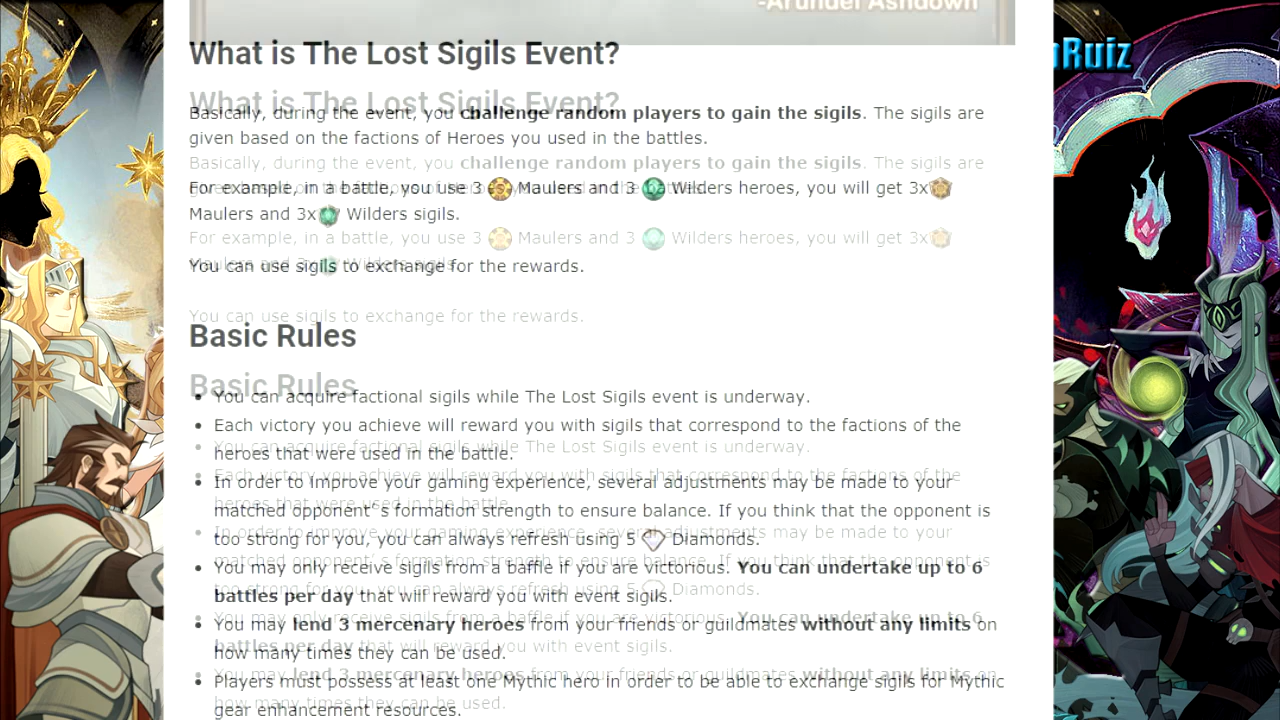 -Arundel Ashdown
Ruiz
What is The Lost Sigils Event?
Basically, during the event, you challenge random players to gain the sigils. The sigils are
given based on the factions of Heroes you used in the battles.
For example, in a battle, you use 3 Maulers and 3 Wilders heroes, you will get 3x
Maulers and 3x Wilders sigils.
You can use sigils to exchange for the rewards.
Basic Rules
• You can acquire factional sigils while The Lost Sigils event is underway.
• Each victory you achieve will reward you with sigils that correspond to the factions of the
heroes that were used in the battle.
• In order to improve your gaming experience, several adjustments may be made to your
matched opponent’s formation strength to ensure balance. If you think that the opponent is
too strong for you, you can always refresh using 5 Diamonds.
• You may only receive sigils from a baffle if you are victorious. You can undertake up to 6
battles per day that will reward you with event sigils.
• You may lend 3 mercenary heroes from your friends or guildmates without any limits on
how many times they can be used.
• Players must possess at least one Mythic hero in order to be able to exchange sigils for Mythic
gear enhancement resources.